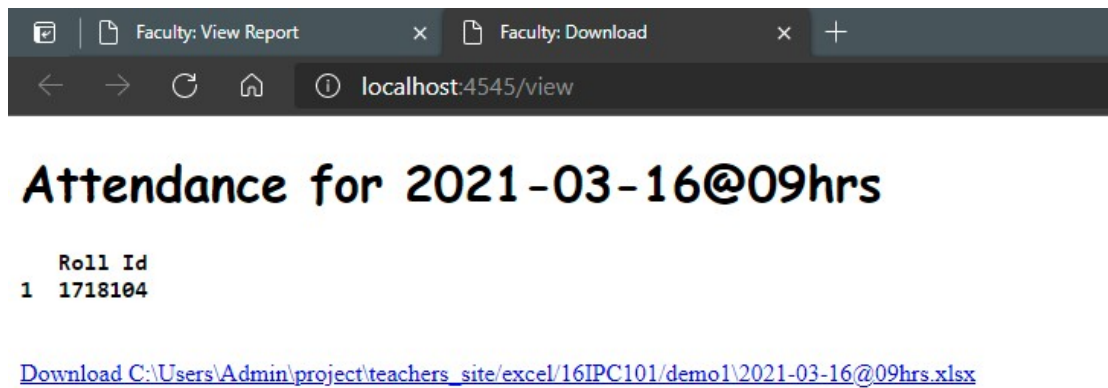 Faculty: View Report
Faculty: Download
localhost:4545/view
Attendance for 2021-03-16@09hrs
Roll Id
1 1718104
Download C:\Users\Admin\project\teachers_site/excel/16IPC101/demo1\2021-03-16@09hrs.xlsx